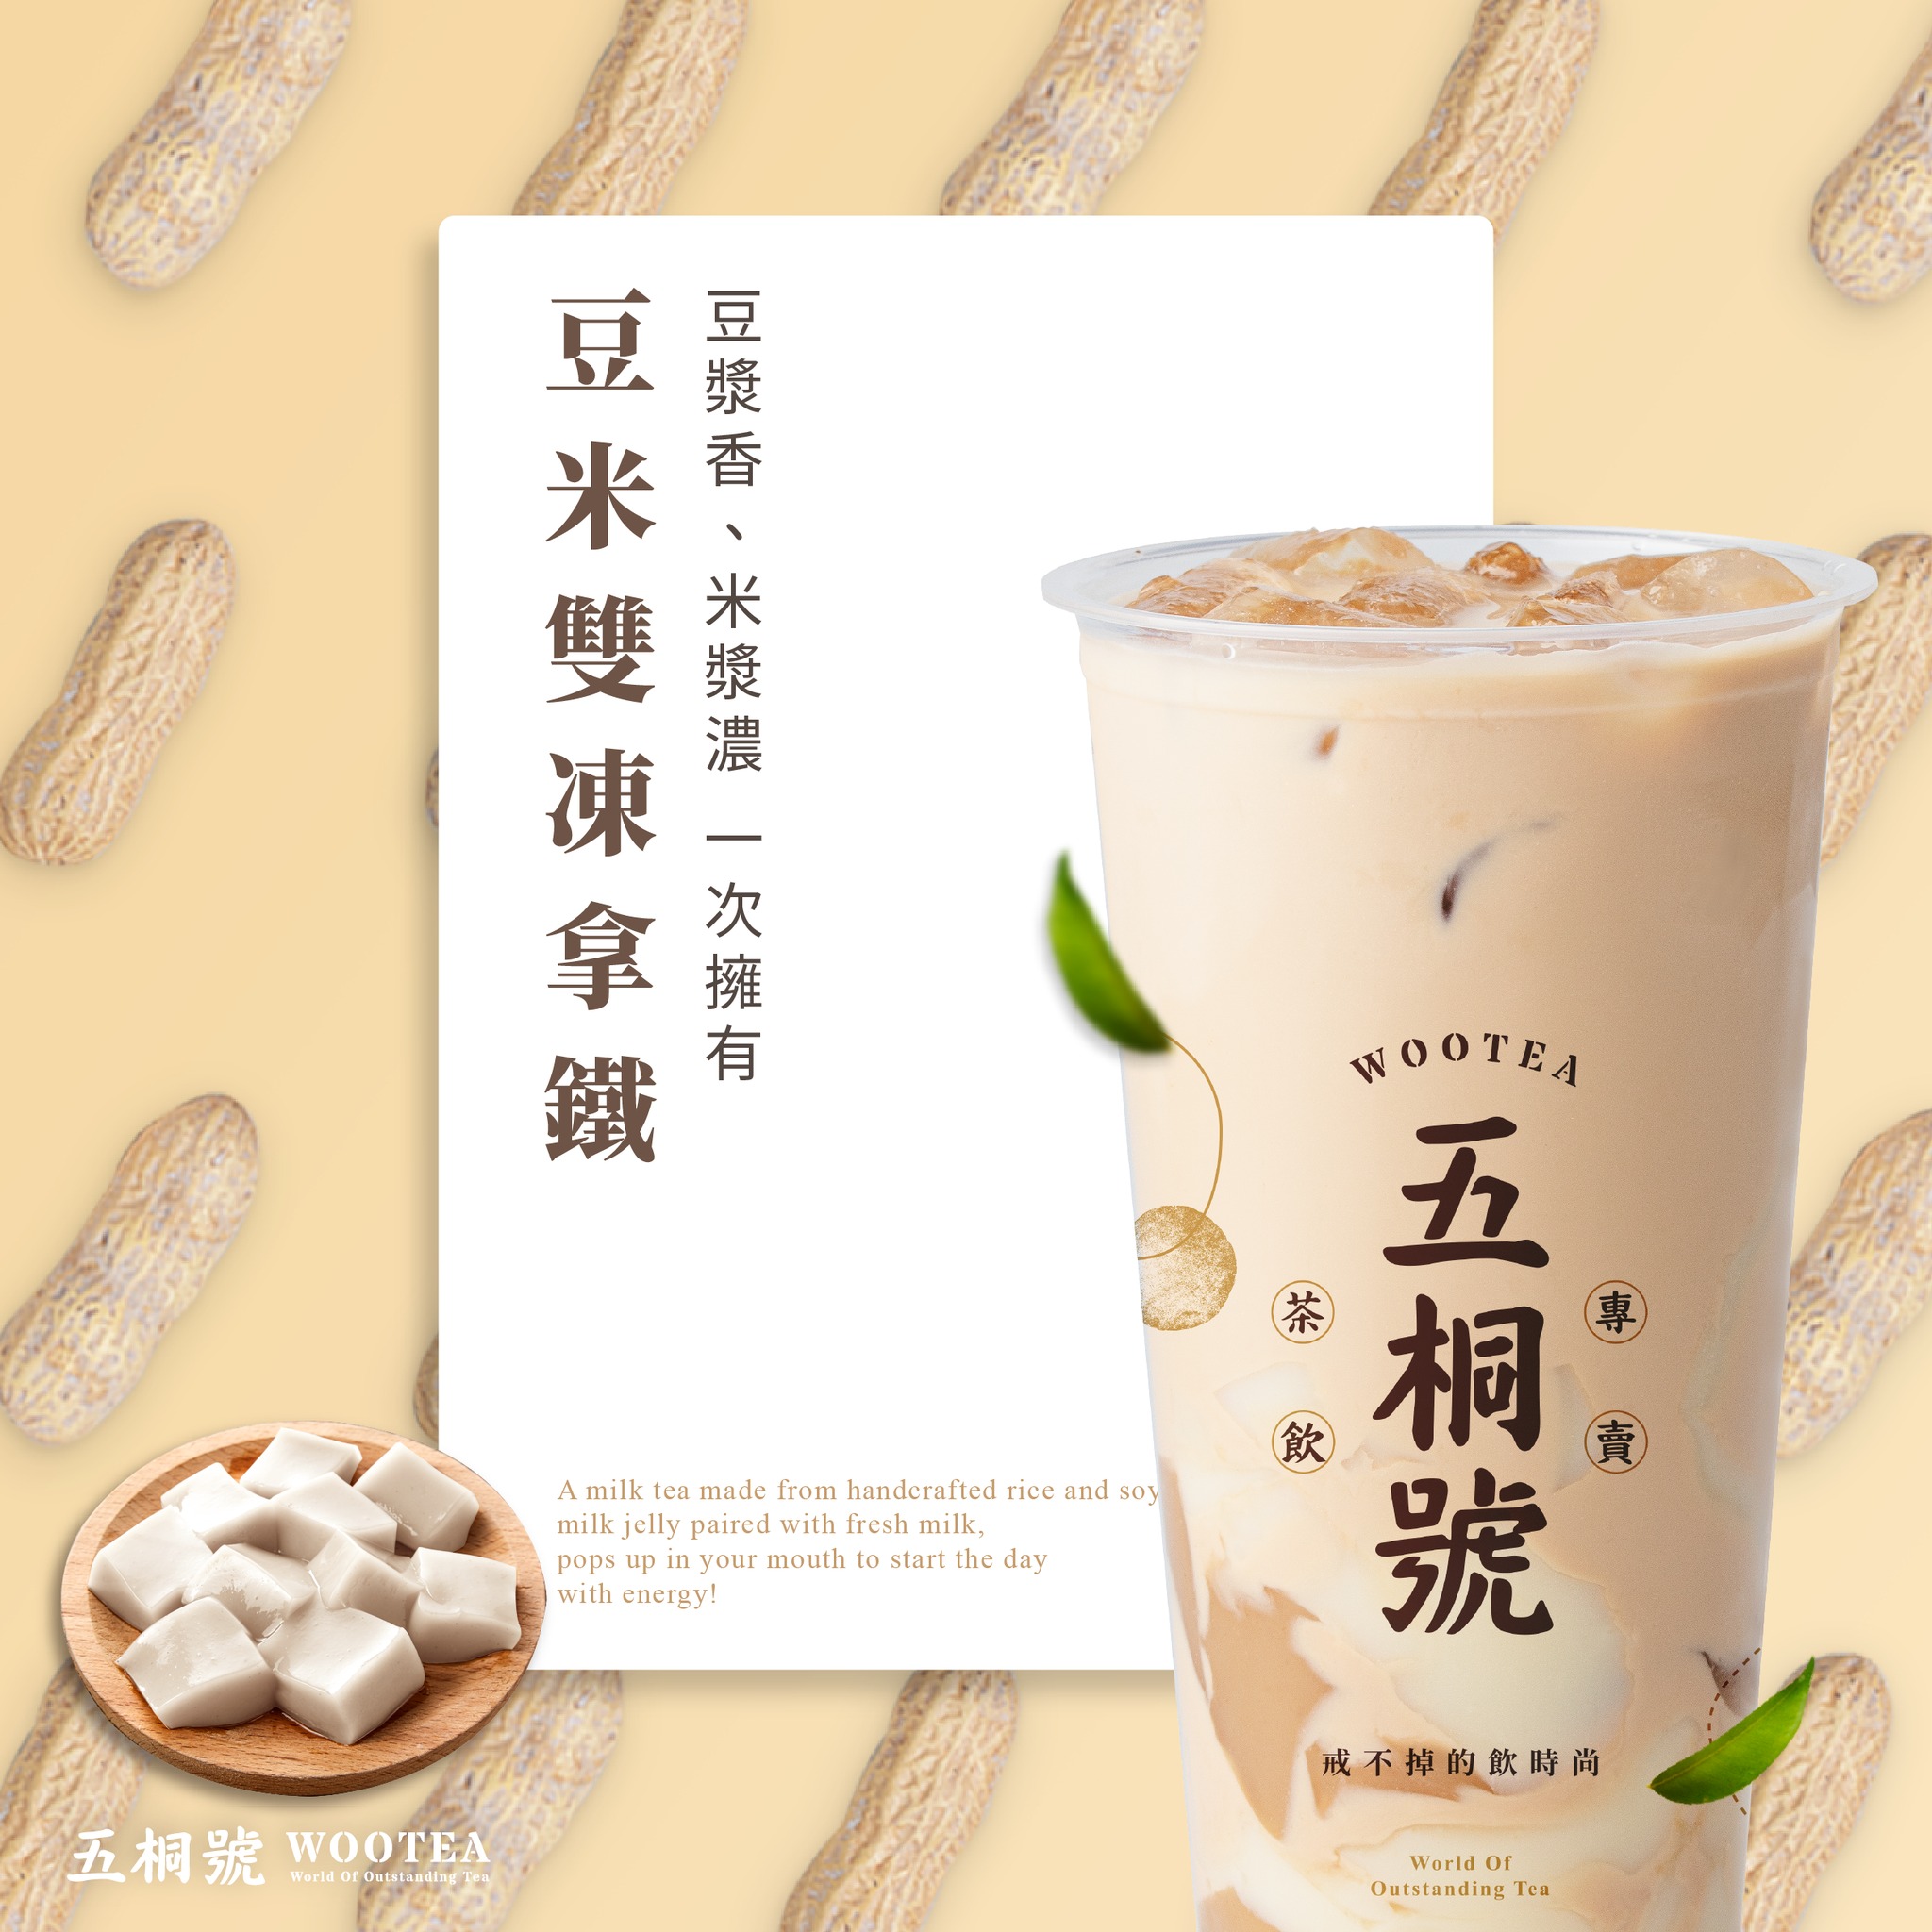 豆米雙凍拿鐵
豆漿香、米漿濃 一次擁有
A milk tea made from handcrafted rice and soy
milk jelly paired with fresh milk,
pops up in your mouth to start the day
with energy!
WOOTEA
五桐號
專賣
茶飲
戒不掉的飲時尚
World Of
Outstanding Tea
五桐號 WOOTEA
World Of Outstanding Tea